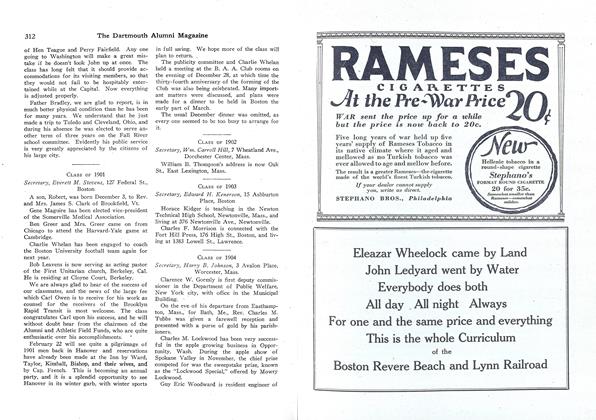 312 The Dartmouth Alumni Magazine
of Hen Teague and Perry Fairfield. Any one
going to Washington will make a great mis-
take if he doesn't look John up at once. The
class has long felt that it should provide ac-
commodations for its visiting members, so that
they would not fail to be hospitably enter-
tained while at the Capital. Now everything
is adjusted properly.
Father Bradley, we are glad to report, is in
much better physical condition than he has been
for many years. We understand that he just
made a trip to Toledo and Cleveland, Ohio, and
during his absence he was elected to serve an-
other term of three years on the Fall River
school committee. Evidently his public service
is very greatly appreciated by the citizens of
his large city.
CLASS OF 1901
Secretary, Everett M. Stevens, 127 Federal St.,
Boston
A son, Robert, was born December 3, to Rev.
and Mrs. James S. Clark of Brookfield, Vt.
Gene Maguire has been elected vice-president
of the Somerville Medical Association.
Ben Greer and Mrs. Greer came on from
Chicago to attend the Harvard-Yale game at
Cambridge.
Charlie Whelan has been engaged to coach
the Boston University football team again for
next year.
Bob Leavens is now serving as acting pastor
of the First Unitarian church, Berkeley, Cal.
He is residing at Cloyne Court, Berkeley.
We are always glad to hear of the success of
our classmates, and the news of the large fee
which Carl Owen is to receive for his work as
counsel for the receivers of the Brooklyn
Rapid Transit is most welcome. The class
congratulates Carl upon his success, and he will
without doubt hear from the chairmen of the
Alumni and Athletic Field Funds, who are quite
enthusiastic over his accomplishments.
February 22 will see quite a pilgrimage of
1901 men back in Hanover and reservations
have already been made at the Inn by Ward,
Taylor, Kimball, Bishop, and their wives, and
by Cap. French. This is becoming an annual
party, and it is a splendid opportunity to see
Hanover in its winter garb, with winter sports
in full swing. We hope more of the class will
plan to return.
The publicity committee and Charlie Whelan
held a meeting at the B. A. A. Club rooms on
the evening of December 28, at which time the
thirty-fourth anniversary of the forming of the
Club was also being celebrated. Many import-
ant matters were discussed, and plans were
made for a dinner to be held in Boston the
early part of March.
The usual December dinner was omitted, as
every one seemed to be too busy to arrange for
it.
CLASS OF 1902
Secretary, Wm. Carroll Hill, 7 Wheatland Ave.,
Dorchester Center, Mass.
William B. Thompson's address is now Oak
St., East Lexington, Mass.
CLASS OF 1903
Secretary, Edward H. Kenerson, 15 Ashburton
Place, Boston
Horace Kidger is teaching in the Newton
Technical High School, Newtonville, Mass., and
living at 376 Newtonville Ave., Newtonville.
Charles F. Morrison is connected with the
Fort Hill Press, 176 High St., Boston, and liv-
ing at 1383 Lowell St., Lawrence.
CLASS OF 1904
Secretary, Harry B. Johnson, 3 Avalon Place,
Worcester, Mass.
Clarence W. Gormly is first deputy commis-
sioner in the Department of Public Welfare,
New York city, with office in the Municipal
Building.
On the eve of his departure from Easthamp-
ton, Mass., for Bath, Me., Rev. Charles M.
Tubbs was given a farewell reception and
presented with a purse of gold by his parish-
ioners.
Charles M. Lockwood has been very success-
ful in the apple growing business in Oppor-
tunity, Wash. During the apple show of
Spokane Valley in November, the chief prize
competed for was the sweepstake prize, known
as the "Lockwood Special," offered by Mowry
Lockwood.
Guy Eric Woodward is resident engineer of
RAMESES
CIGARETTES
At the Pre-War Price 20¢
WAR sent the price up for a while
but the price is now back to 20c.
Five long years of war held up five
years' supply of Rameses Tobacco in
its native climate where it aged and
mellowed as no Turkish tobacco was
ever allowed to age and mellow before.
The result is a greater Rameses—the cigarette
made of the world's finest Turkish tobacco.
If your dealer cannot supply
you, write us direct.
STEPHANO BROS., Philadelphia
New
Hellenic tobacco in a
round-shape cigarette
Stephano's
FORMAT ROUND CIGARETTE
20 for 35c.
Somewhat smaller than
Rameses—somewhat
milder.
Eleazar Wheelock came by Land
John Ledyard went by Water
Everybody does both
All day All night Always
For one and the same price and everything
This is the whole Curriculum
of the
Boston Revere Beach and Lynn Railroad